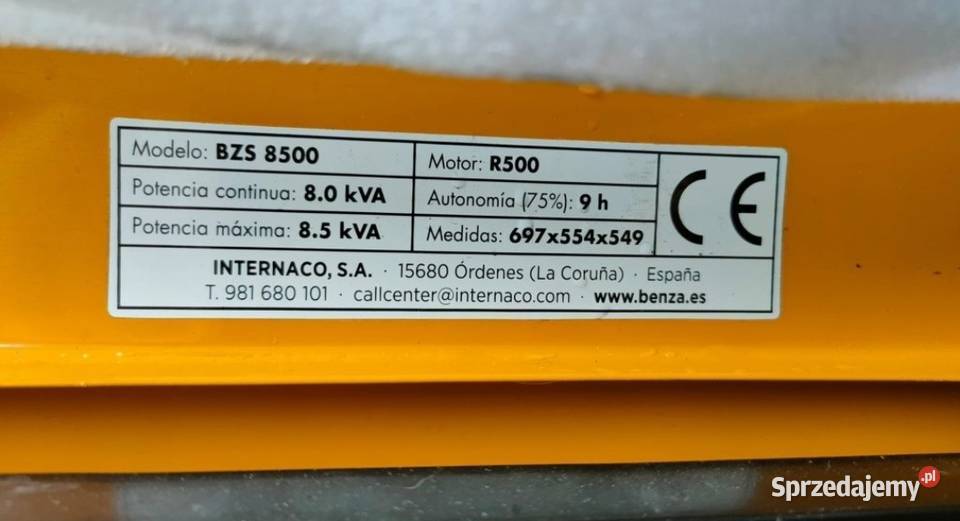 Modelo: BZS 8500
Motor: R500
Potencia continua: 8.0 kVA
Autonomía (75%): 9 h
Potencia máxima: 8.5 kVA
Medidas: 697x554x549
CE
INTERNACO, S.A. · 15680 Órdenes (La Coruña) · España
T. 981 680 101 · callcenter@internaco.com · www.benza.es
Sprzedajemy.pl